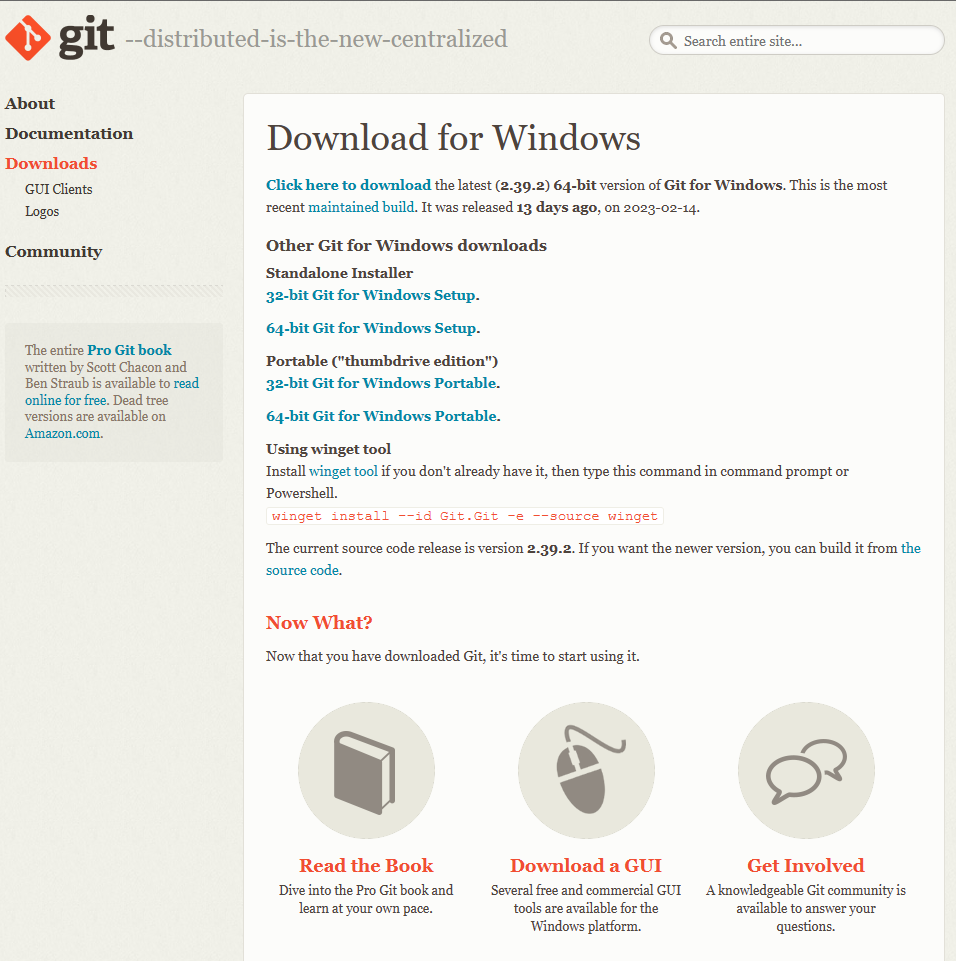 git --distributed-is-the-new-centralized
Search entire site...
About
Documentation
Downloads
GUI Clients
Logos
Community
The entire Pro Git book
written by Scott Chacon and
Ben Straub is available to read
online for free. Dead tree
versions are available on
Amazon.com.
Download for Windows
Click here to download the latest (2.39.2) 64-bit version of Git for Windows. This is the most
recent maintained build. It was released 13 days ago, on 2023-02-14.
Other Git for Windows downloads
Standalone Installer
32-bit Git for Windows Setup.
64-bit Git for Windows Setup.
Portable ("thumbdrive edition")
32-bit Git for Windows Portable.
64-bit Git for Windows Portable.
Using winget tool
Install winget tool if you don't already have it, then type this command in command prompt or
Powershell.
winget install --id Git.Git -e --source winget
The current source code release is version 2.39.2. If you want the newer version, you can build it from the
source code.
Now What?
Now that you have downloaded Git, it's time to start using it.
Read the Book
Dive into the Pro Git book and
learn at your own pace.
Download a GUI
Several free and commercial GUI
tools are available for the
Windows platform.
Get Involved
A knowledgeable Git community is
available to answer your
questions.